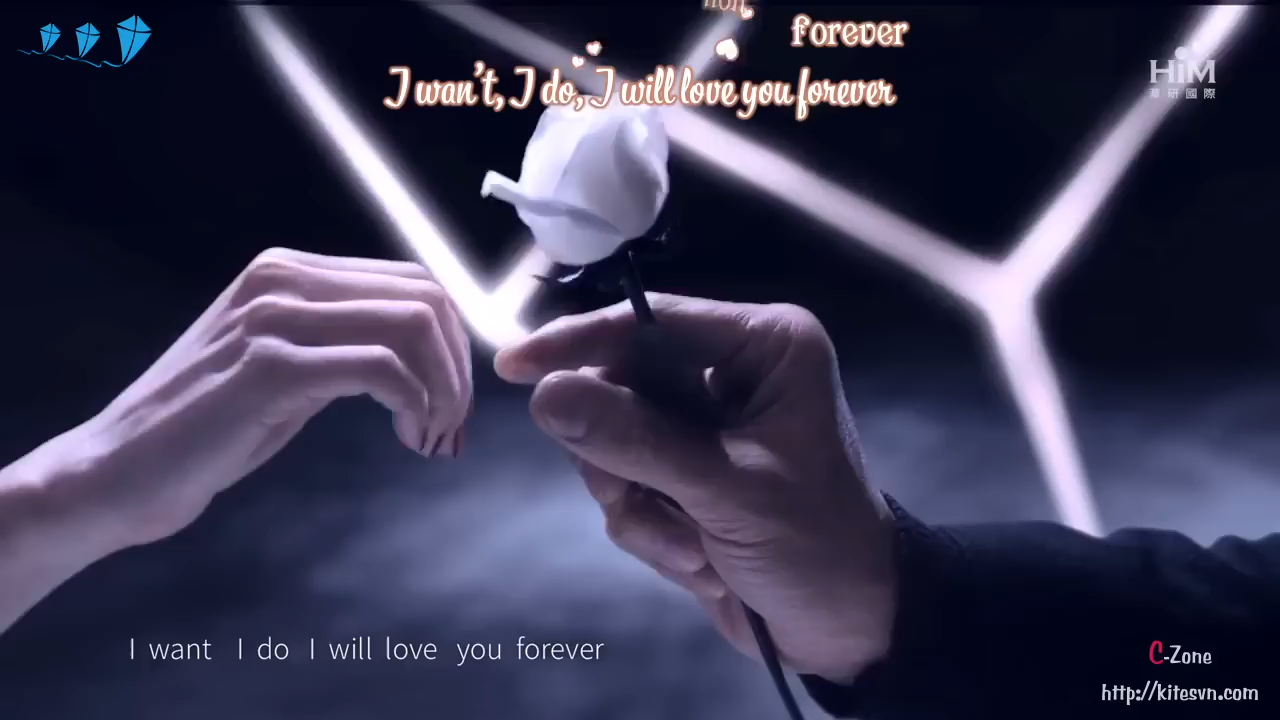 forever
I wan't, I do, I will love you forever
HiM
華研國際
I want I do I will love you forever
C-Zone
http://kitesvn.com